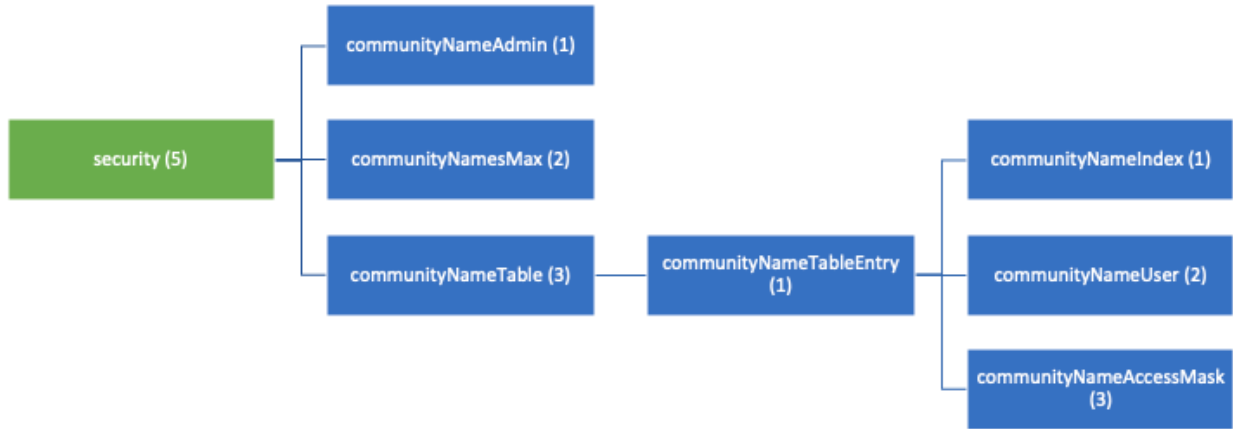 security (5)
communityNameAdmin (1)
communityNamesMax (2)
communityNameTable (3)
communityNameTableEntry
(1)
communityNameIndex (1)
communityNameUser (2)
communityNameAccessMask
(3)